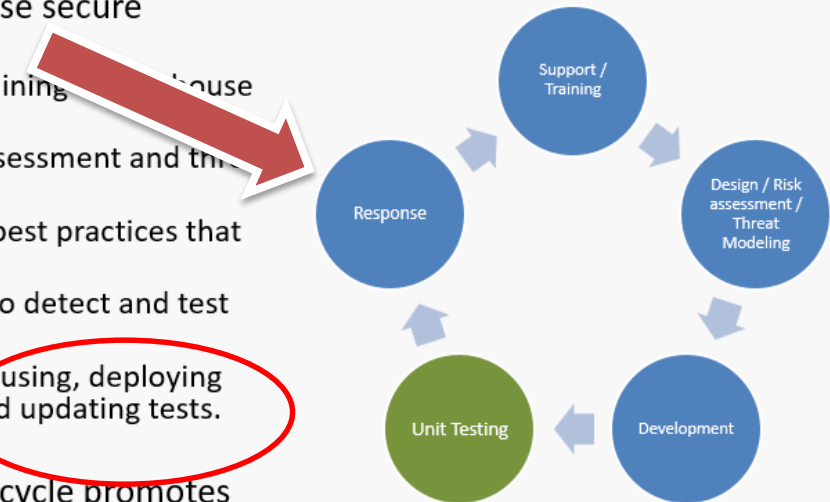 se secure
ining house
sessment and thr
best practices that
o detect and test
using, deploying
d updating tests.
cycle promotes
Support /
Training
Design / Risk
assessment /
Threat
Modeling
Development
Unit Testing
Response